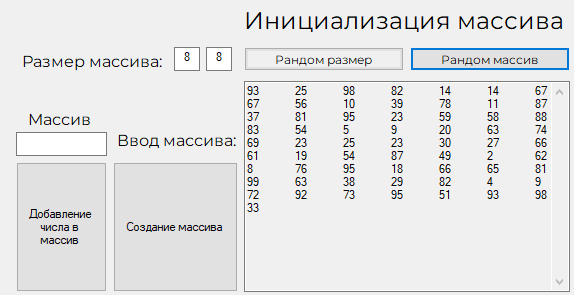 Инициализация массива
Размер массива: 8 8
Рандом размер Рандом массив
Массив
Ввод массива:
Добавление
числа в
массив
Создание массива
93 25 98 82 14 14 67
67 56 10 39 78 11 87
37 81 95 23 59 58 88
83 54 5 9 20 63 74
69 23 25 23 30 27 66
61 19 54 87 49 2 62
8 76 95 18 66 65 81
99 63 38 29 82 4 9
72 92 73 95 51 93 98
33